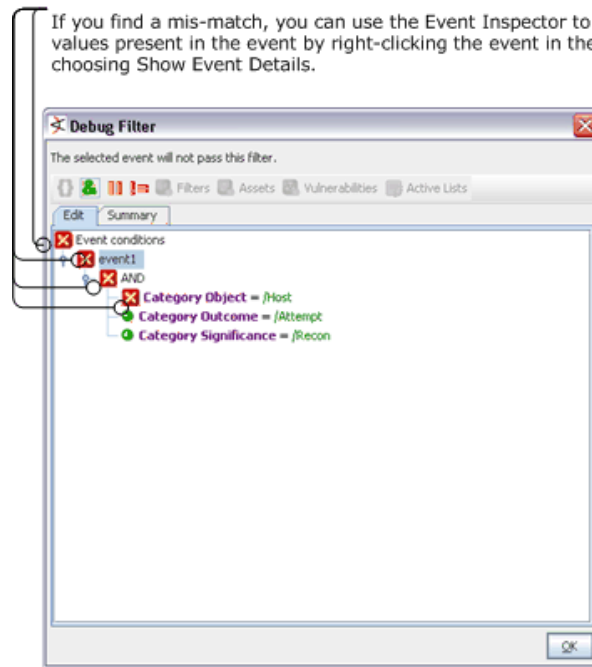 If you find a mis-match, you can use the Event Inspector to
values present in the event by right-clicking the event in the
choosing Show Event Details.
Debug Filter
The selected event will not pass this filter.
Filters Assets Vulnerabilities Active Lists
Edit Summary
Event conditions
event1
AND
Category Object = /Host
Category Outcome = /Attempt
Category Significance = /Recon
OK